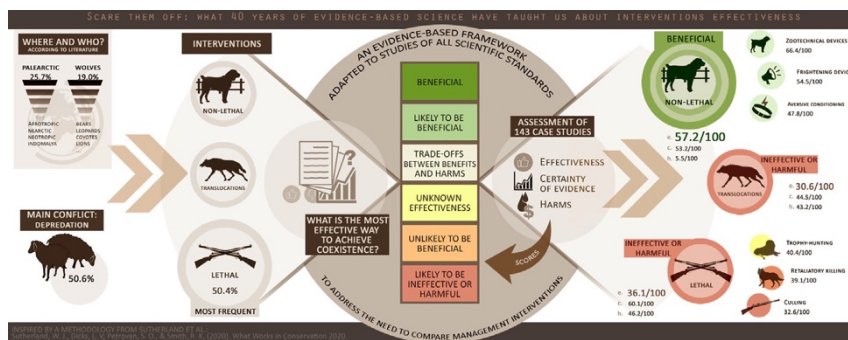 SCARE THEM OFF: WHAT 40 YEARS OF EVIDENCE-BASED SCIENCE HAVE TAUGHT US ABOUT INTERVENTIONS EFFECTIVENESS
WHERE AND WHO?
ACCORDING TO LITERATURE
PALEARCTIC
25.7%
WOLVES
19.0%
AFROTROPIC
NEARCTIC
NEOTROPIC
INDOMALYA
BEARS
LEOPARDS
COYOTES
LIONS
MAIN CONFLICT:
DEPREDATION
50.6%
INTERVENTIONS
NON-LETHAL
TRANSLOCATIONS
LETHAL
50.4%
MOST FREQUENT
WHAT IS THE MOST
EFFECTIVE WAY
TO ACHIEVE
COEXISTENCE?
AN EVIDENCE-BASED FRAMEWORK
ADAPTED TO STUDIES OF ALL SCIENTIFIC STANDARDS
BENEFICIAL
LIKELY TO BE
BENEFICIAL
TRADE-OFFS
BETWEEN BENEFITS
AND HARMS
UNKNOWN
EFFECTIVENESS
UNLIKELY TO BE
BENEFICIAL
LIKELY TO BE
INEFFECTIVE OR
HARMFUL
TO ADDRESS THE NEED TO COMPARE MANAGEMENT INTERVENTIONS
ASSESSMENT OF
143 CASE STUDIES
EFFECTIVENESS
CERTAINTY
OF EVIDENCE
HARMS
SCORES
BENEFICIAL
NON-LETHAL
e. 57.2/100
c. 53.2/100
h. 5.5/100
ZOOTECHNICAL DEVICES
66.4/100
FRIGHTENING DEVIC
54.5/100
AVERSIVE CONDITIONING
47.8/100
INEFFECTIVE OR
HARMFUL
TRANSLOCATIONS
e. 30.6/100
c. 44.5/100
h. 43.2/100
INEFFECTIVE OR
HARMFUL
LETHAL
e. 36.1/100
c. 60.1/100
h. 46.2/100
TROPHY-HUNTING
40.4/100
RETALIATORY KILLING
39.1/100
CULLING
32.6/100
INSPIRED BY A METHODOLOGY FROM SUTHERLAND ET AL.:
Sutherland, W. J., Dicks, L. V., Petrovan, S. O., & Smith, R. K. (2020). What Works in Conservation 2020.